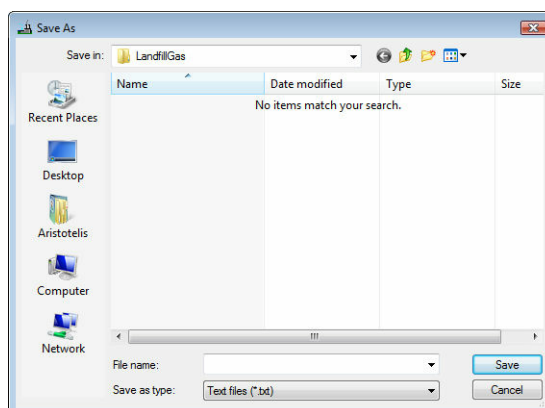 Save As
Save in: LandfillGas
Name Date modified Type Size
No items match your search.
Recent Places
Desktop
Aristotelis
Computer
Network
File name: Save
Save as type: Text files (*.txt) Cancel